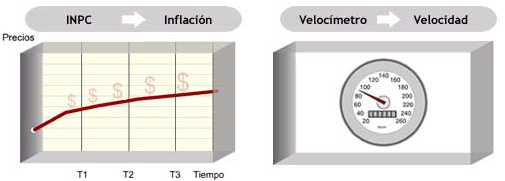 INPC Inflación
Precios
$ $ $ $ $
T1 T2 T3 Tiempo
Velocímetro Velocidad
120 140
100 160
80 180
60 200
40 220
20 260